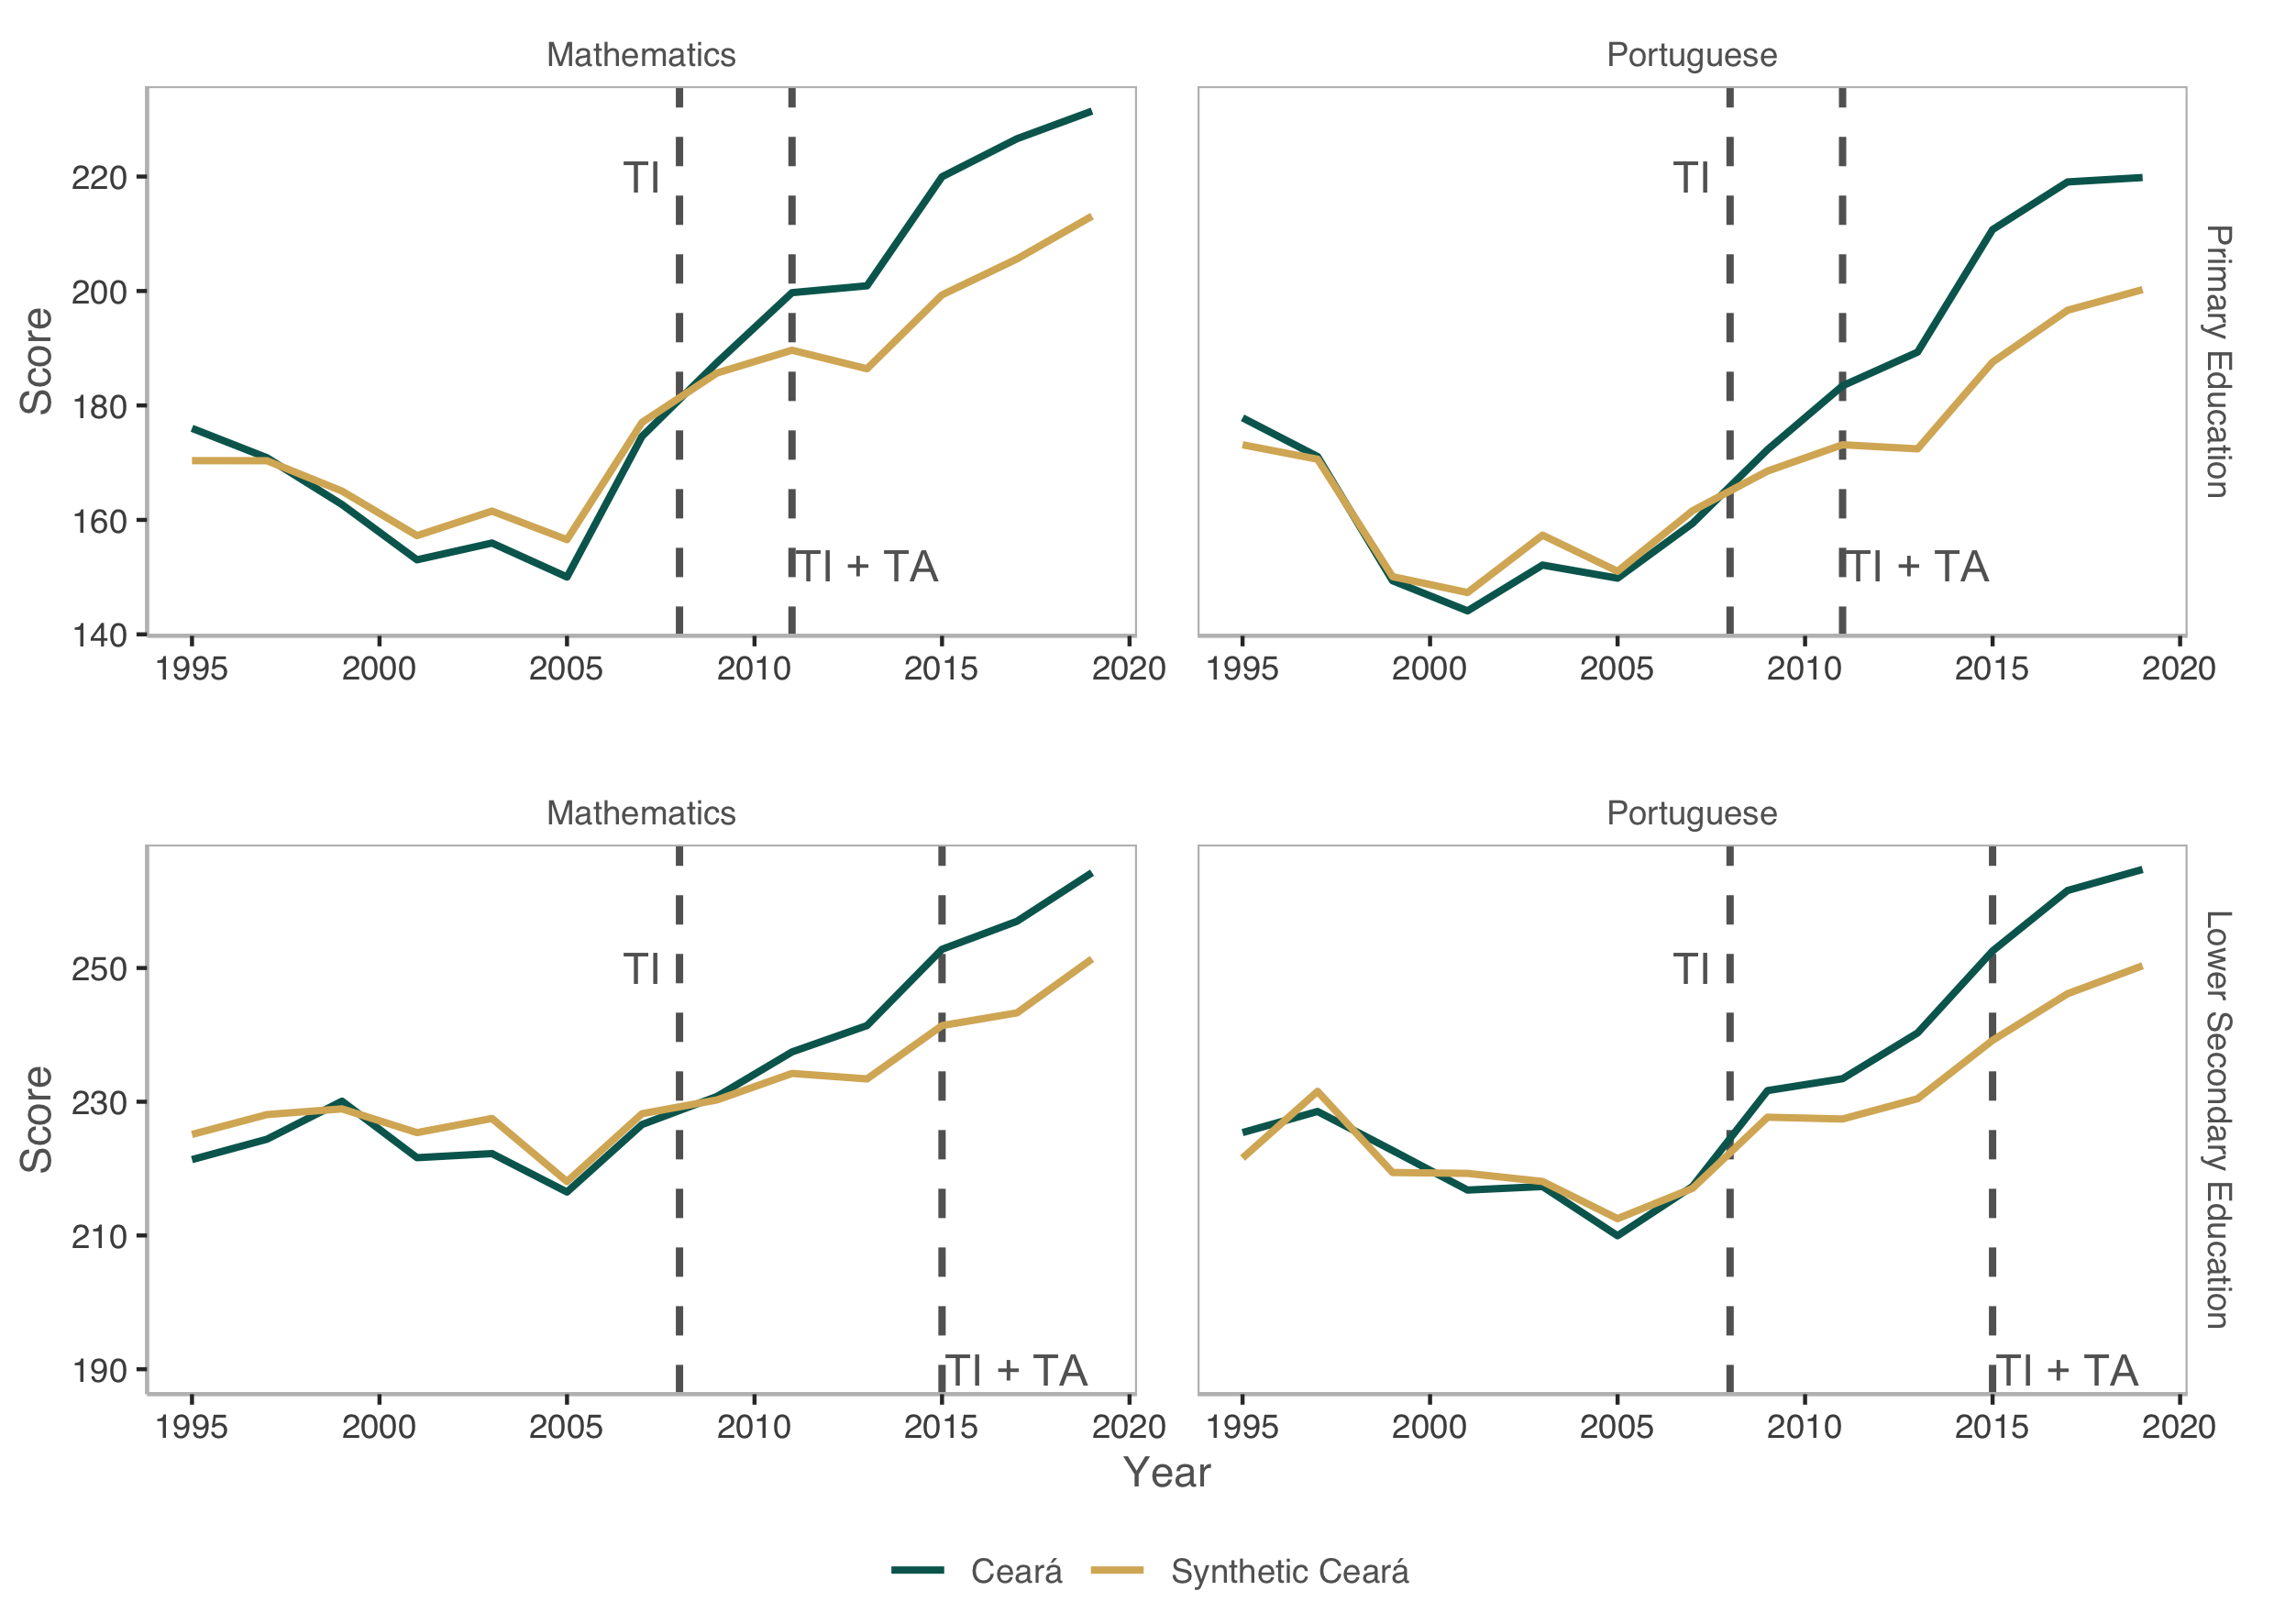 Mathematics
Portuguese
Score
220
200
180
160
140
TI
TI + TA
TI
TI + TA
Primary Education
1995 2000 2005 2010 2015 2020
1995 2000 2005 2010 2015 2020
Mathematics
Portuguese
Score
250
230
210
190
TI
TI + TA
TI
TI + TA
Lower Secondary Education
1995 2000 2005 2010 2015 2020
1995 2000 2005 2010 2015 2020
Year
Ceará Synthetic Ceará